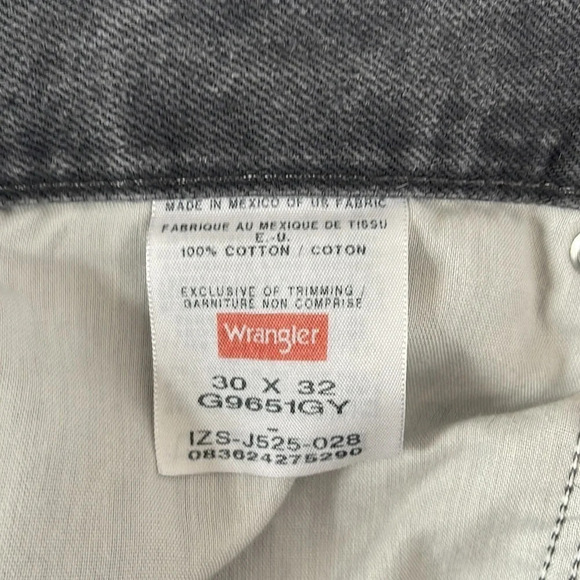 MADE IN MEXICO OF US FABRIC
FABRIQUE AU MEXIQUE DE TISSU
E.-U.
100% COTTON / COTON
EXCLUSIVE OF TRIMMING /
GARNITURE NON COMPRISE
Wrangler
30 X 32
G9651GY
-
IZS-J525-028
083624275290